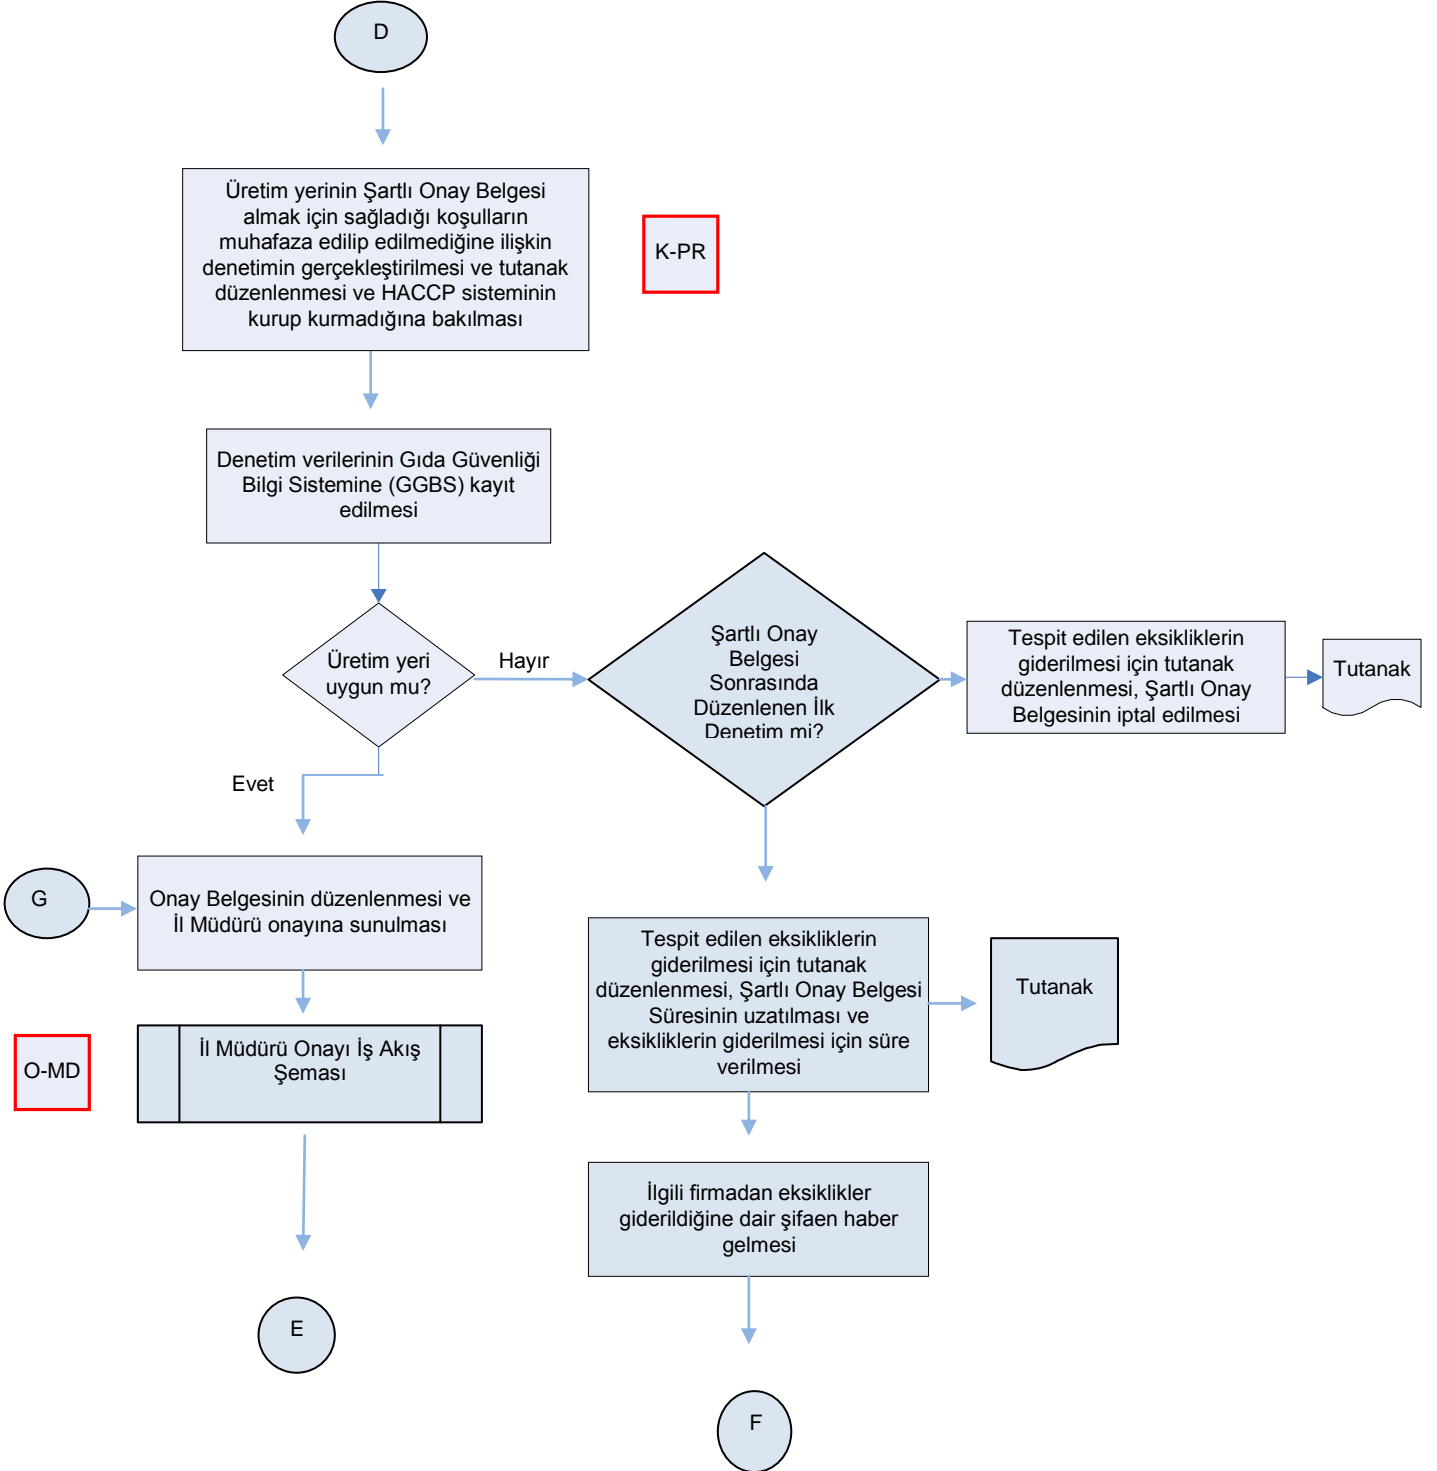 D
Üretim yerinin Şartlı Onay Belgesi
almak için sağladığı koşulların
muhafaza edilip edilmediğine ilişkin
denetimin gerçekleştirilmesi ve tutanak
düzenlenmesi ve HACCP sisteminin
kurup kurmadığına bakılması
K-PR
Denetim verilerinin Gıda Güvenliği
Bilgi Sistemine (GGBS) kayıt
edilmesi
Üretim yeri
uygun mu?
Hayır
Şartlı Onay
Belgesi
Sonrasında
Düzenlenen İlk
Denetim mi?
Tespit edilen eksikliklerin
giderilmesi için tutanak
düzenlenmesi, Şartlı Onay
Belgesinin iptal edilmesi
Tutanak
Evet
G
Onay Belgesinin düzenlenmesi ve
İl Müdürü onayına sunulması
Tespit edilen eksikliklerin
giderilmesi için tutanak
düzenlenmesi, Şartlı Onay Belgesi
Süresinin uzatılması ve
eksikliklerin giderilmesi için süre
verilmesi
Tutanak
O-MD
İl Müdürü Onayı İş Akış
Şeması
İlgili firmadan eksiklikler
giderildiğine dair şifaen haber
gelmesi
E
F